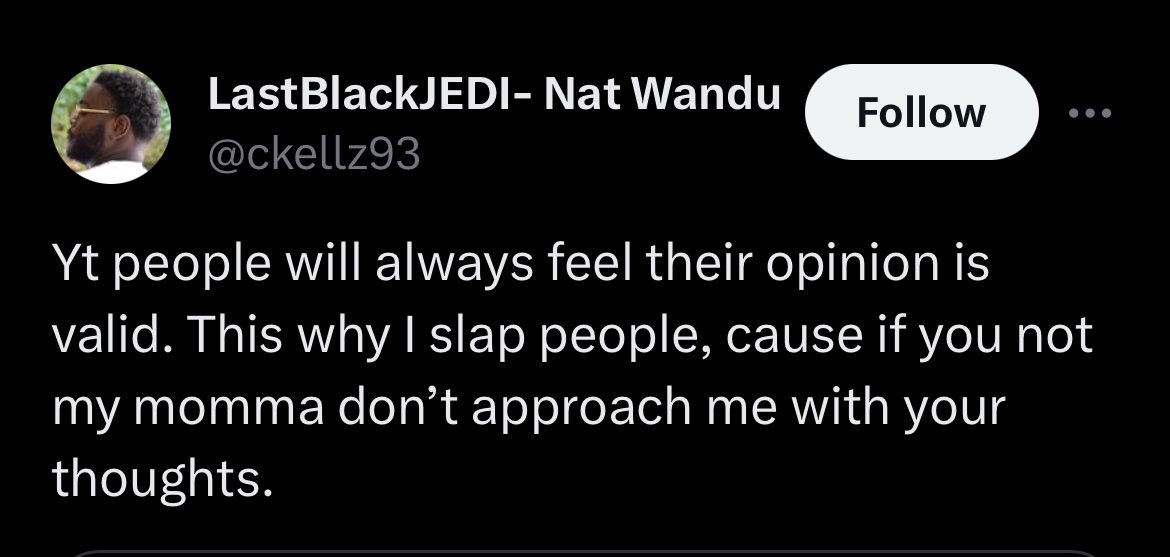 LastBlackJEDI- Nat Wandu
Follow
@ckellz93
Yt people will always feel their opinion is
valid. This why I slap people, cause if you not
my momma don’t approach me with your
thoughts.